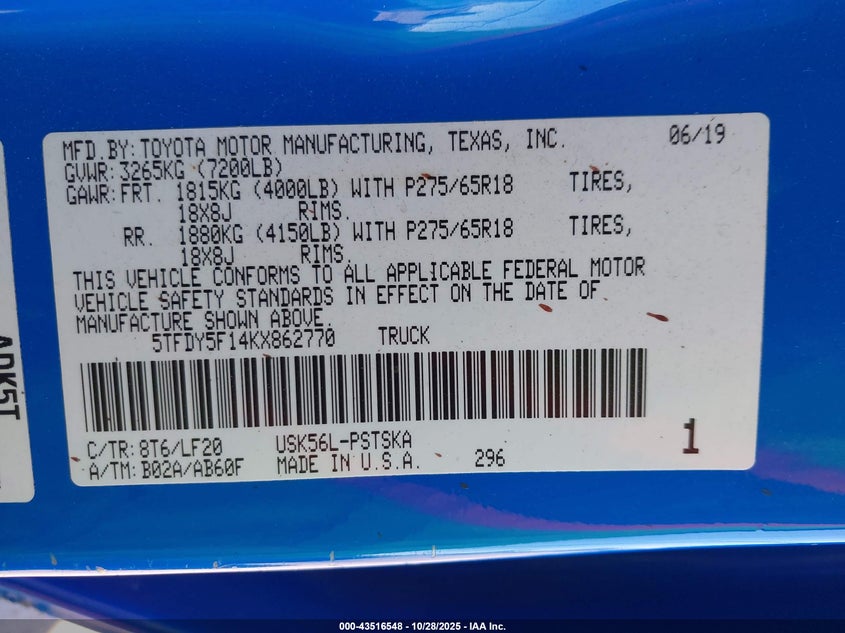 MFD.BY:TOYOTA MOTOR MANUFACTURING, TEXAS, INC. 06/19
GVWR:3265KG (7200LB)
GAWR:FRT. 1815KG (4000LB) WITH P275/65R18 TIRES,
18X8J RIMS.
RR. 1880KG (4150LB) WITH P275/65R18 TIRES,
18X8J RIMS.
THIS VEHICLE CONFORMS TO ALL APPLICABLE FEDERAL MOTOR
VEHICLE SAFETY STANDARDS IN EFFECT ON THE DATE OF
MANUFACTURE SHOWN ABOVE.
5TFDY5F14KX862770 TRUCK
C/TR:8T6/LF20 USK56L-PSTSKA
A/TM:B02A/AB60F MADE IN U.S.A. 296
1
ADK5T
000-43516548 - 10/28/2025 - IAA Inc.